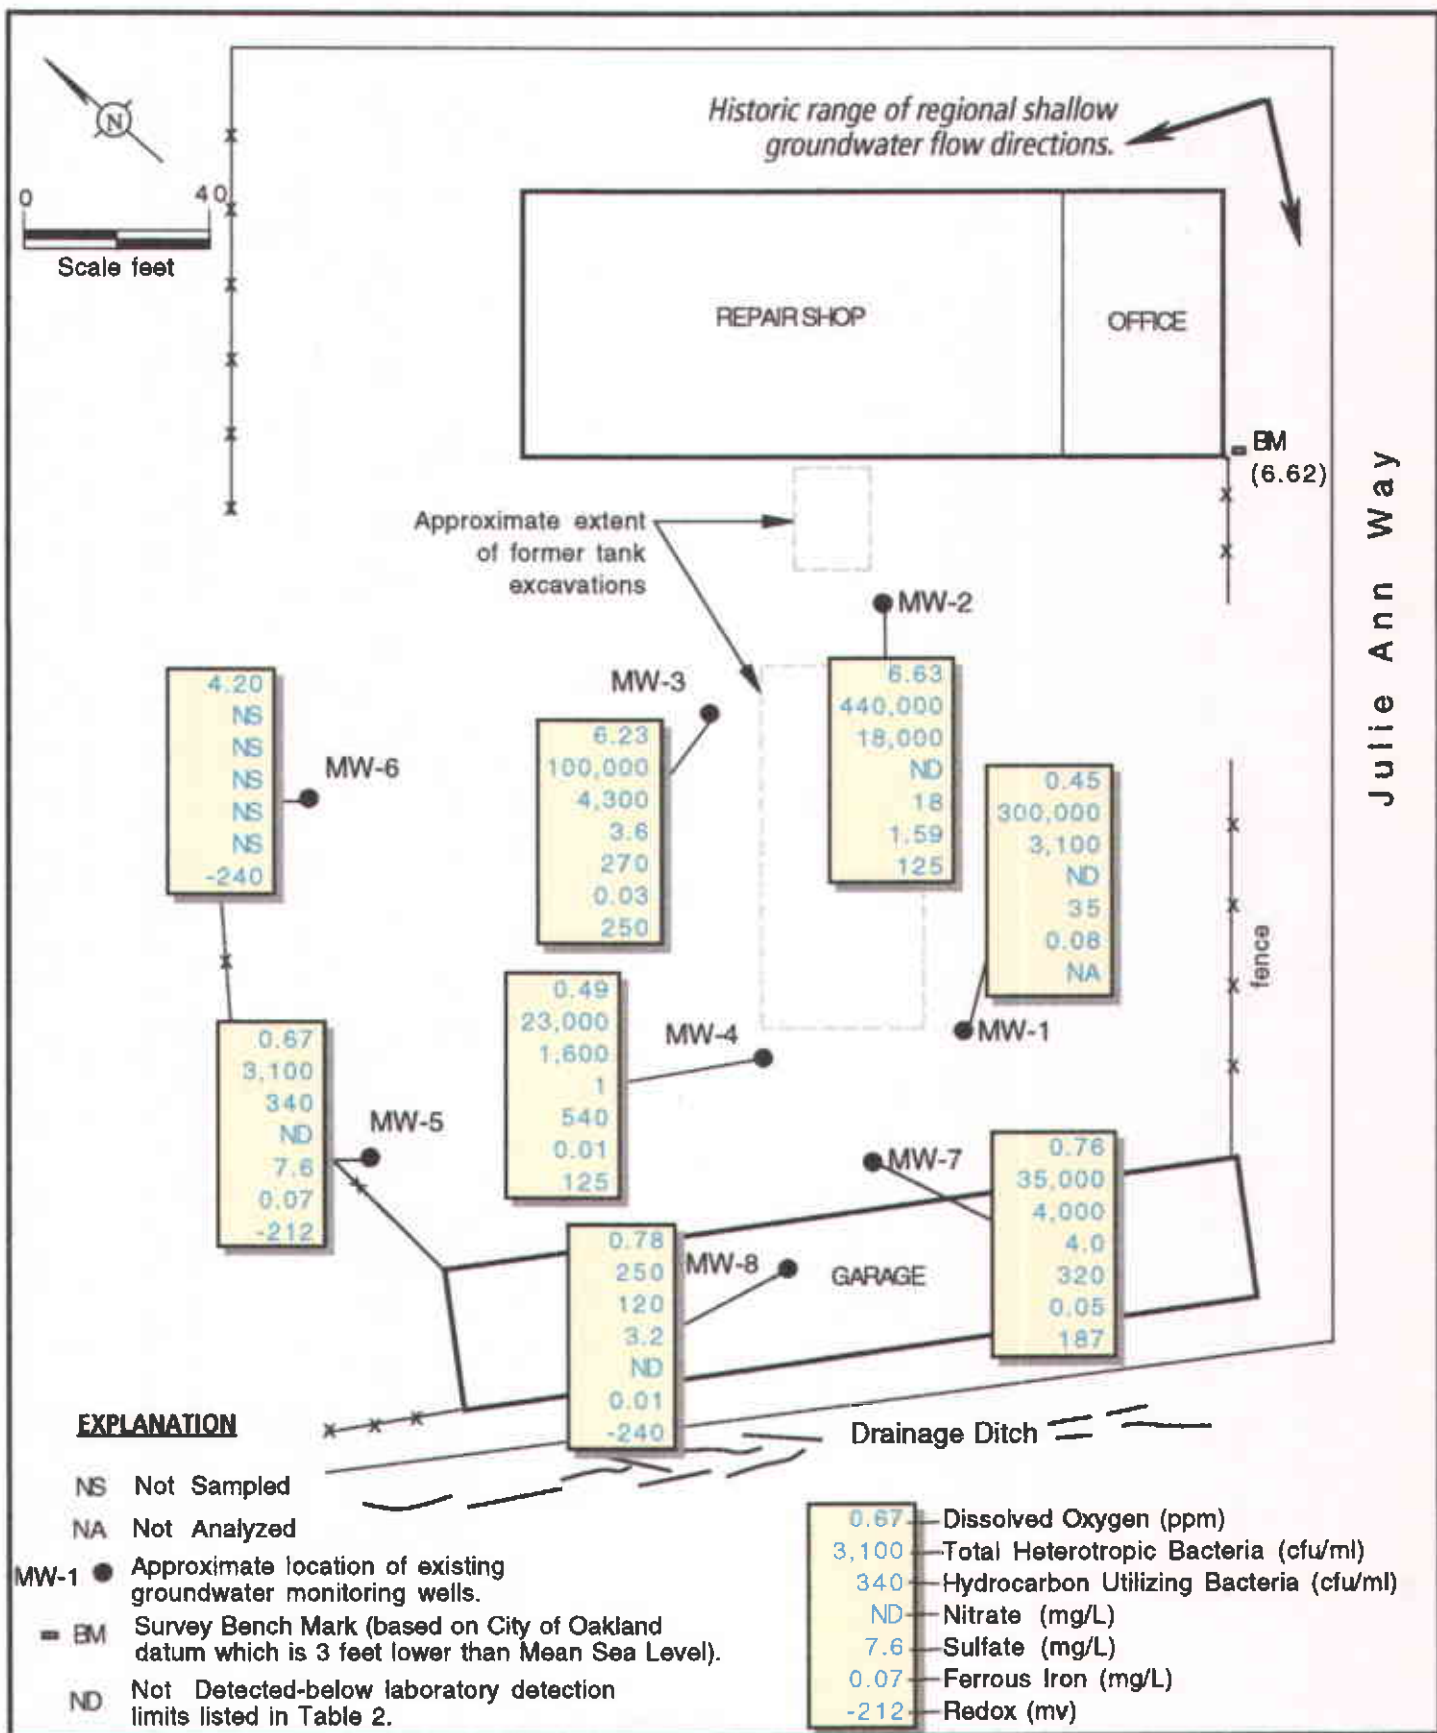 N
Historic range of regional shallow
groundwater flow directions.
0 40
Scale feet
REPAIR SHOP
OFFICE
BM
(6.62)
Julie Ann Way
Approximate extent
of former tank
excavations
MW-2
6.63
440,000
18,000
ND
18
1.59
125
MW-3
6.23
100,000
4,300
3.6
270
0.03
250
4.20
NS
NS
NS
NS
NS
-240
MW-6
0.45
300,000
3,100
ND
35
0.08
NA
MW-1
fence
0.49
23,000
1,600
1
540
0.01
125
MW-4
0.67
3,100
340
ND
7.6
0.07
-212
MW-5
MW-7
0.76
35,000
4,000
4.0
320
0.05
187
0.78
250
120
3.2
ND
0.01
-240
MW-8
GARAGE
Drainage Ditch
EXPLANATION
NS Not Sampled
NA Not Analyzed
MW-1 Approximate location of existing
groundwater monitoring wells.
BM Survey Bench Mark (based on City of Oakland
datum which is 3 feet lower than Mean Sea Level).
ND Not Detected-below laboratory detection
limits listed in Table 2.
0.67 Dissolved Oxygen (ppm)
3,100 Total Heterotropic Bacteria (cfu/ml)
340 Hydrocarbon Utilizing Bacteria (cfu/ml)
ND Nitrate (mg/L)
7.6 Sulfate (mg/L)
0.07 Ferrous Iron (mg/L)
-212 Redox (mv)